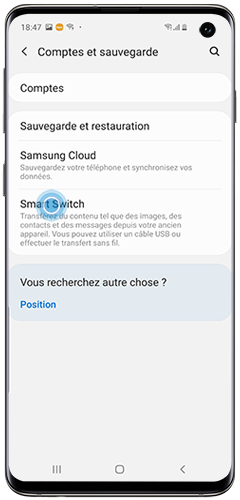 18:47
Comptes et sauvegarde
Comptes
Sauvegarde et restauration
Samsung Cloud
Sauvegardez votre téléphone et synchronisez vos
données.
Smart Switch
Transférez du contenu tel que des images, des
contacts et des messages depuis votre ancien
appareil. Vous pouvez utiliser un câble USB ou
effectuer le transfert sans fil.
Vous recherchez autre chose ?
Position